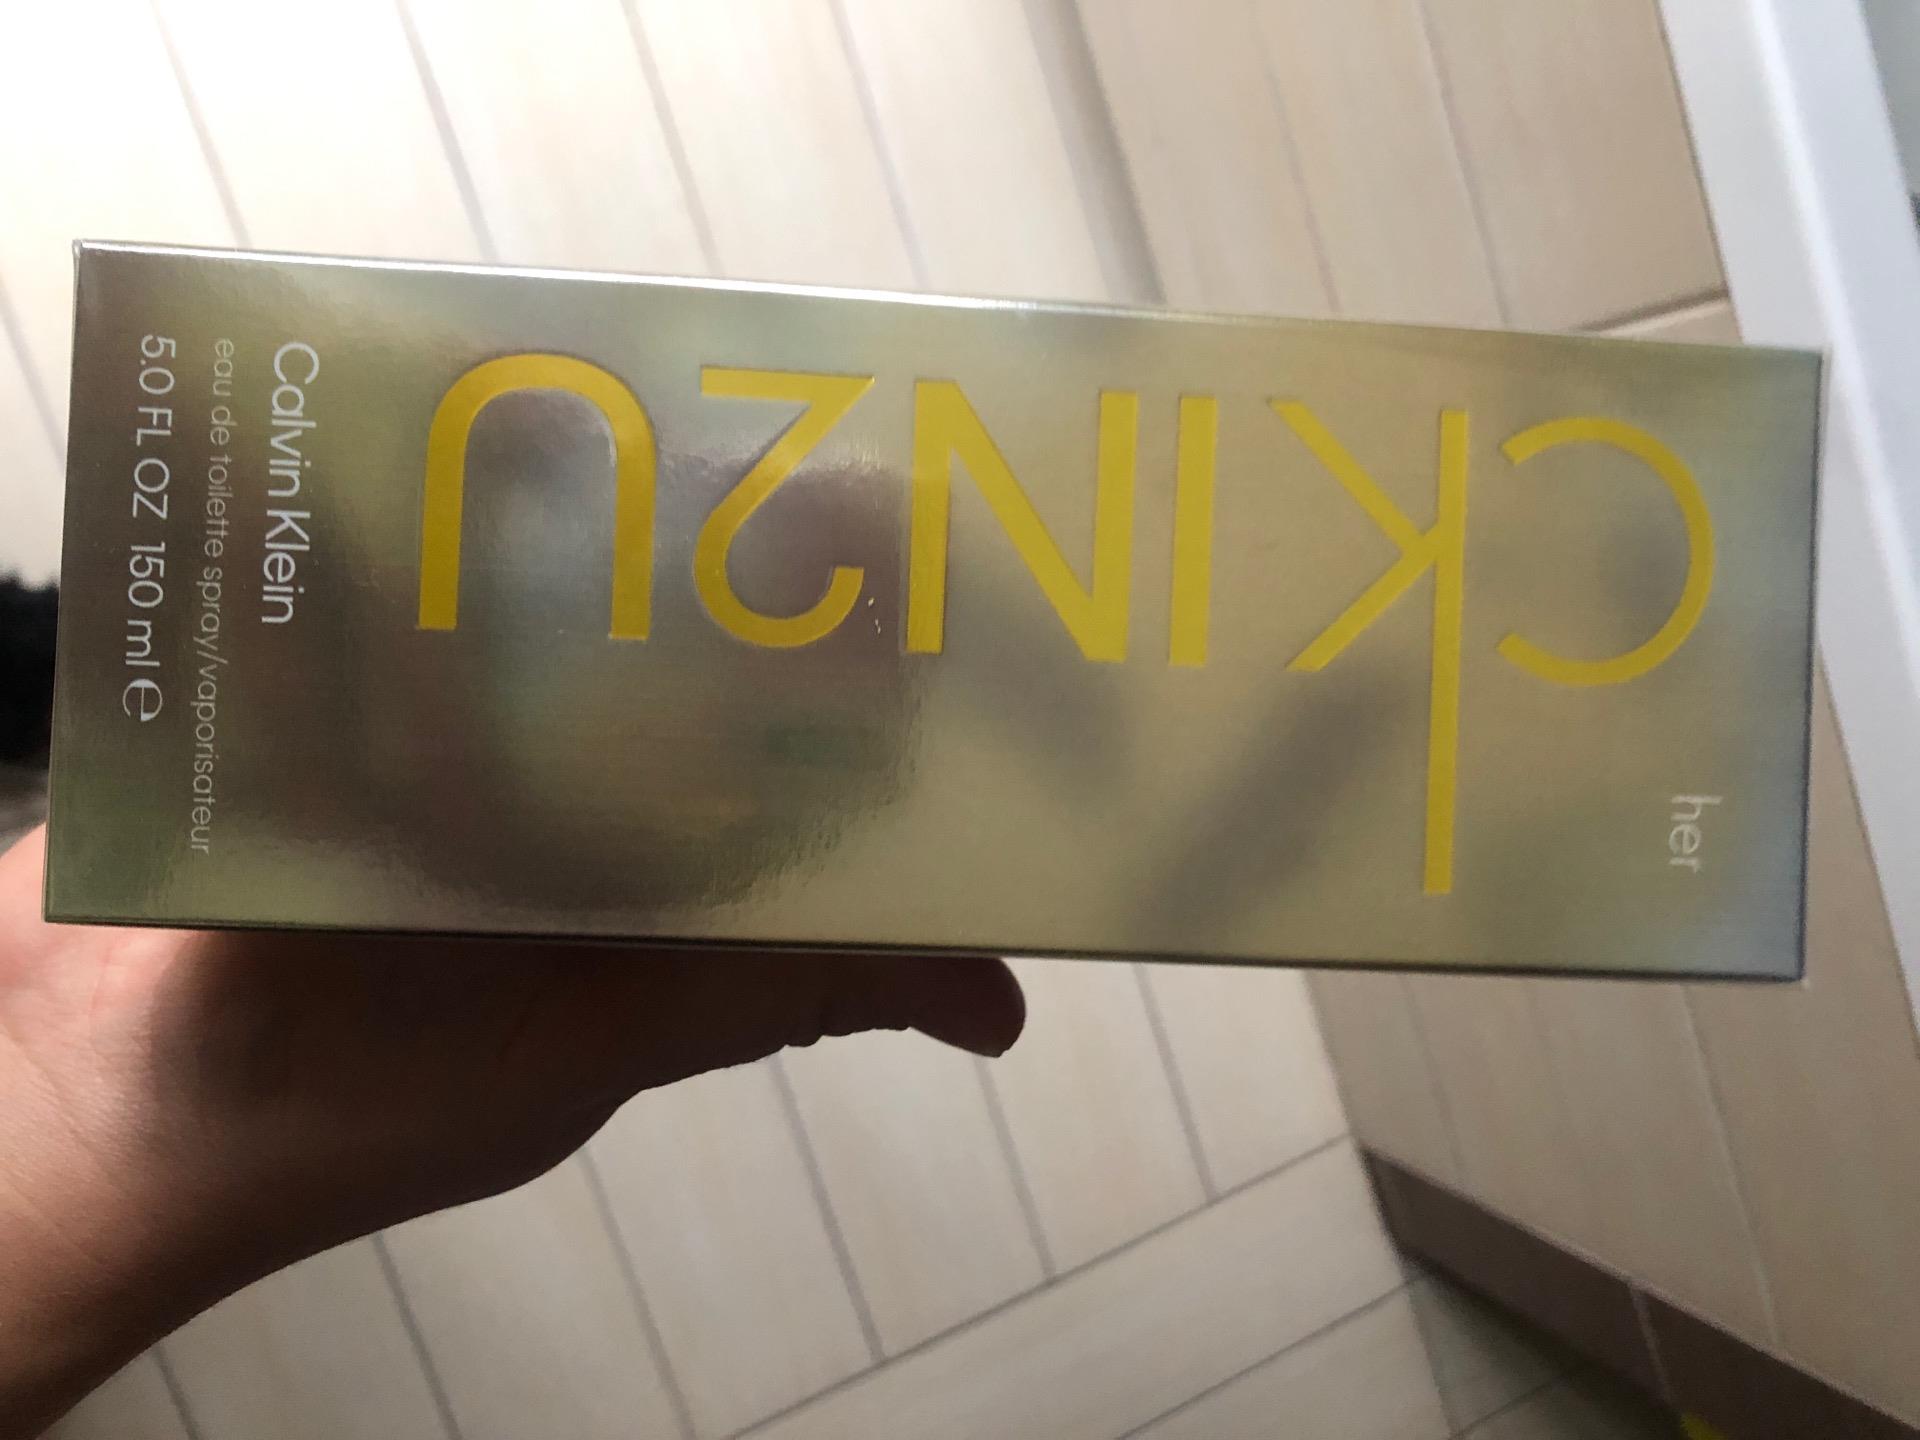 her
CKIN2U
Calvin Klein
eau de toilette spray/vaporisateur
5.0 FL OZ 150 ml ℮